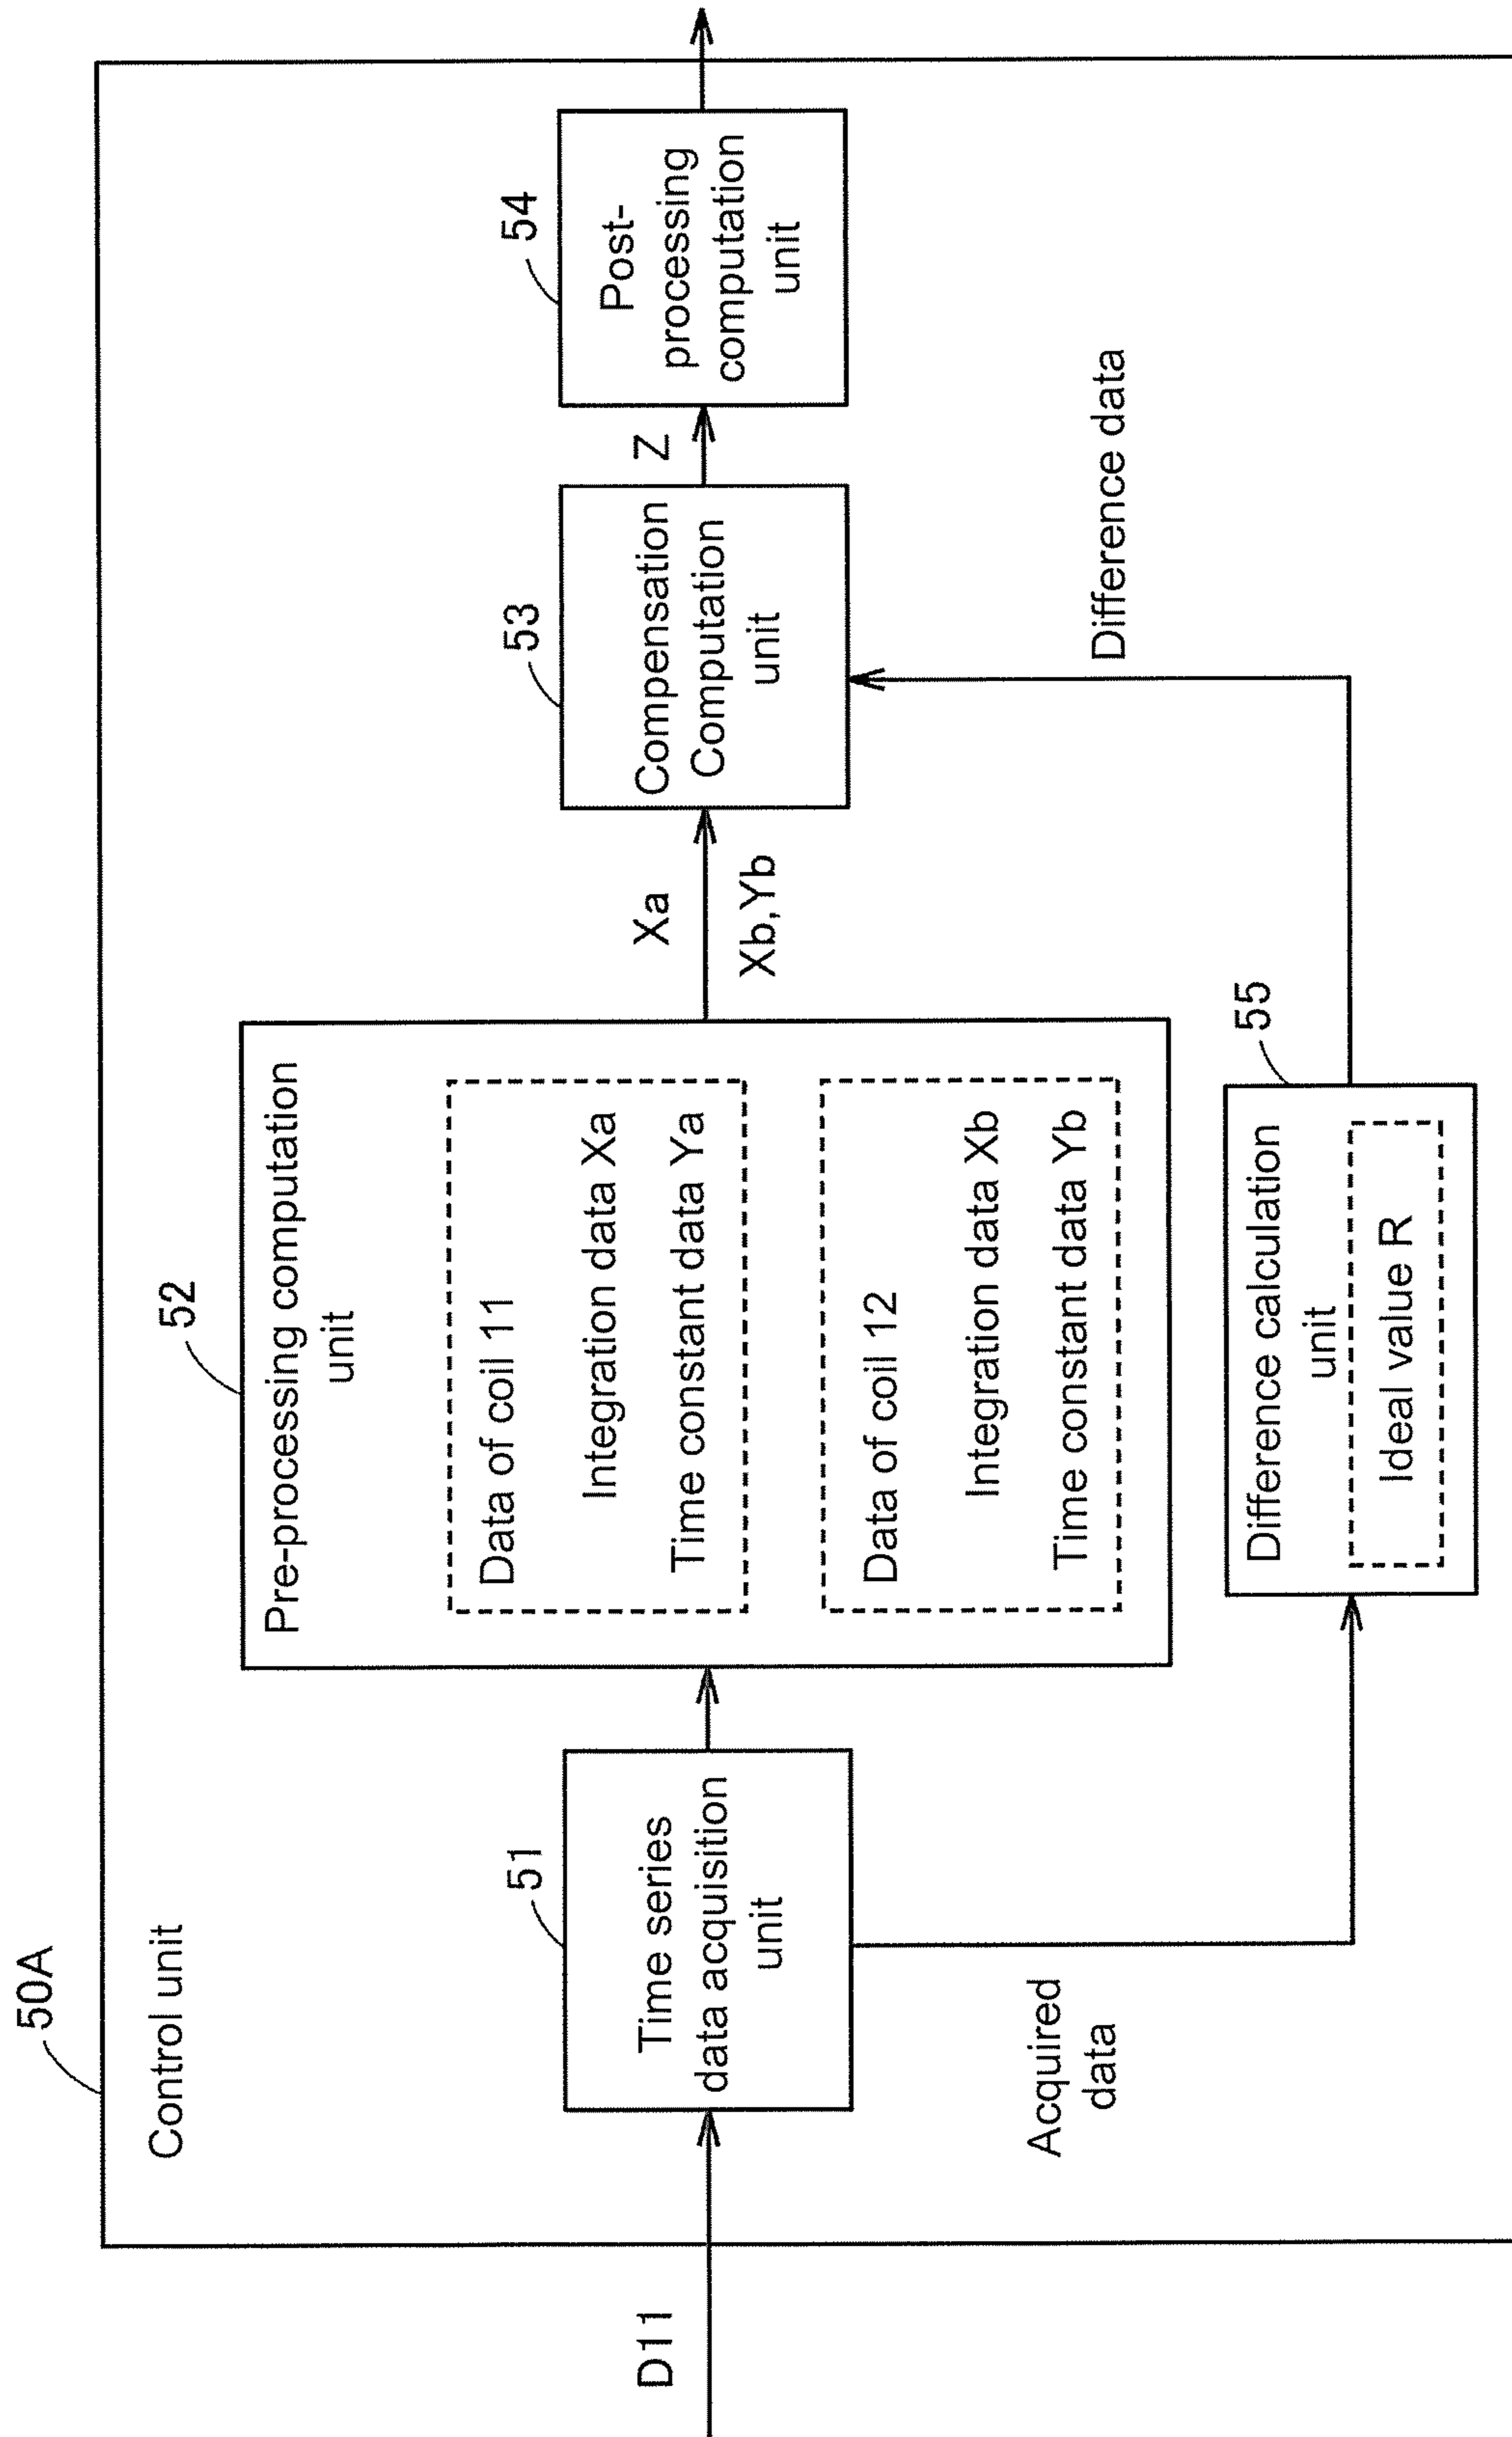 50A
Control unit
D11
51
Time series
data acquisition
unit
Acquired
data
52
Pre-processing computation
unit
Data of coil 11
Integration data Xa
Time constant data Ya
Data of coil 12
Integration data Xb
Time constant data Yb
55
Difference calculation
unit
Ideal value R
Xa
Xb,Yb
53
Compensation
Computation
unit
Difference data
Z
54
Post-
processing
computation
unit